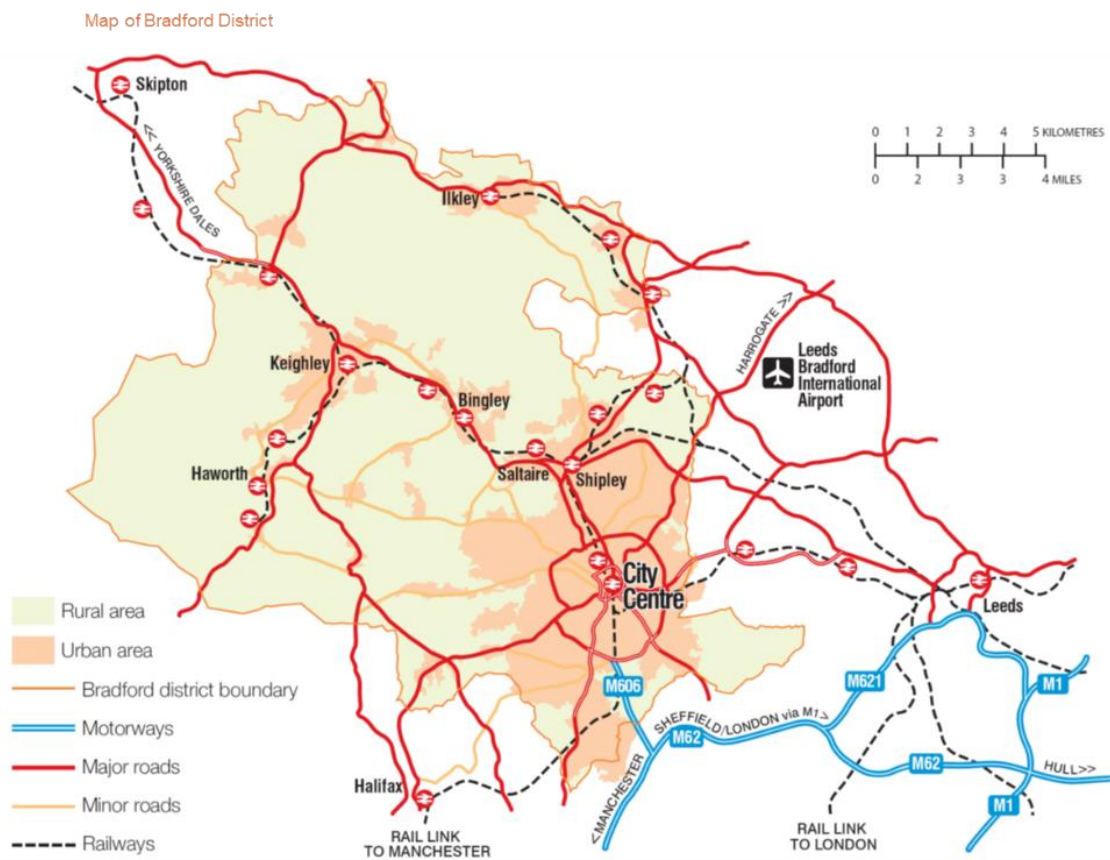 Map of Bradford District
Skipton
<< YORKSHIRE DALES
0 1 2 3 4 5 KILOMETRES
0 2 3 3 4 MILES
Ilkley
HARROGATE >>
Leeds
Bradford
International
Airport
Keighley
Bingley
Haworth
Saltaire
Shipley
City
Centre
Leeds
Rural area
Urban area
Bradford district boundary
Motorways
Major roads
Minor roads
Railways
M606
M621
M1
SHEFFIELD/LONDON via M1>
M62
M62
HULL>>
<MANCHESTER
M1
Halifax
RAIL LINK
TO MANCHESTER
RAIL LINK
TO LONDON